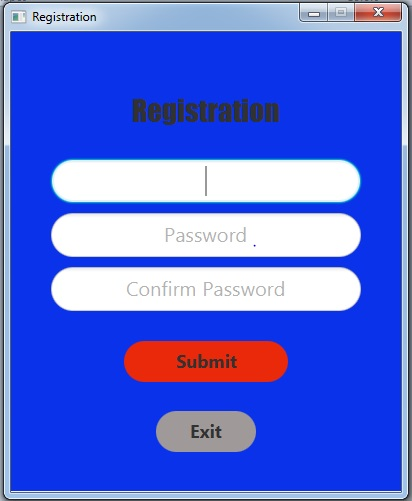 Registration
Registration
Password
Confirm Password
Submit
Exit